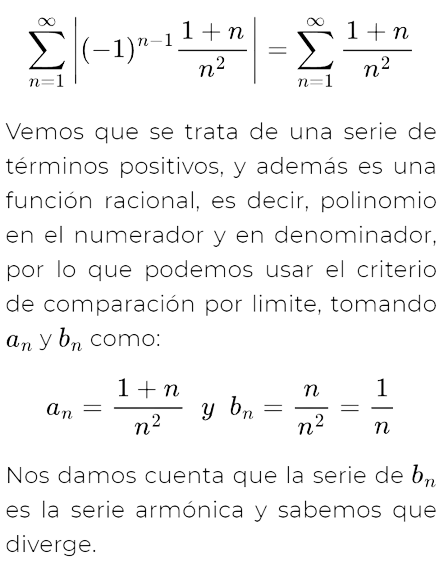 \sum_{n=1}^{\infty} \left| (-1)^{n-1} \frac{1+n}{n^2} \right| = \sum_{n=1}^{\infty} \frac{1+n}{n^2}
Vemos que se trata de una serie de
términos positivos, y además es una
función racional, es decir, polinomio
en el numerador y en denominador,
por lo que podemos usar el criterio
de comparación por limite, tomando
a_n y b_n como:
a_n = \frac{1+n}{n^2} y b_n = \frac{n}{n^2} = \frac{1}{n}
Nos damos cuenta que la serie de b_n
es la serie armónica y sabemos que
diverge.